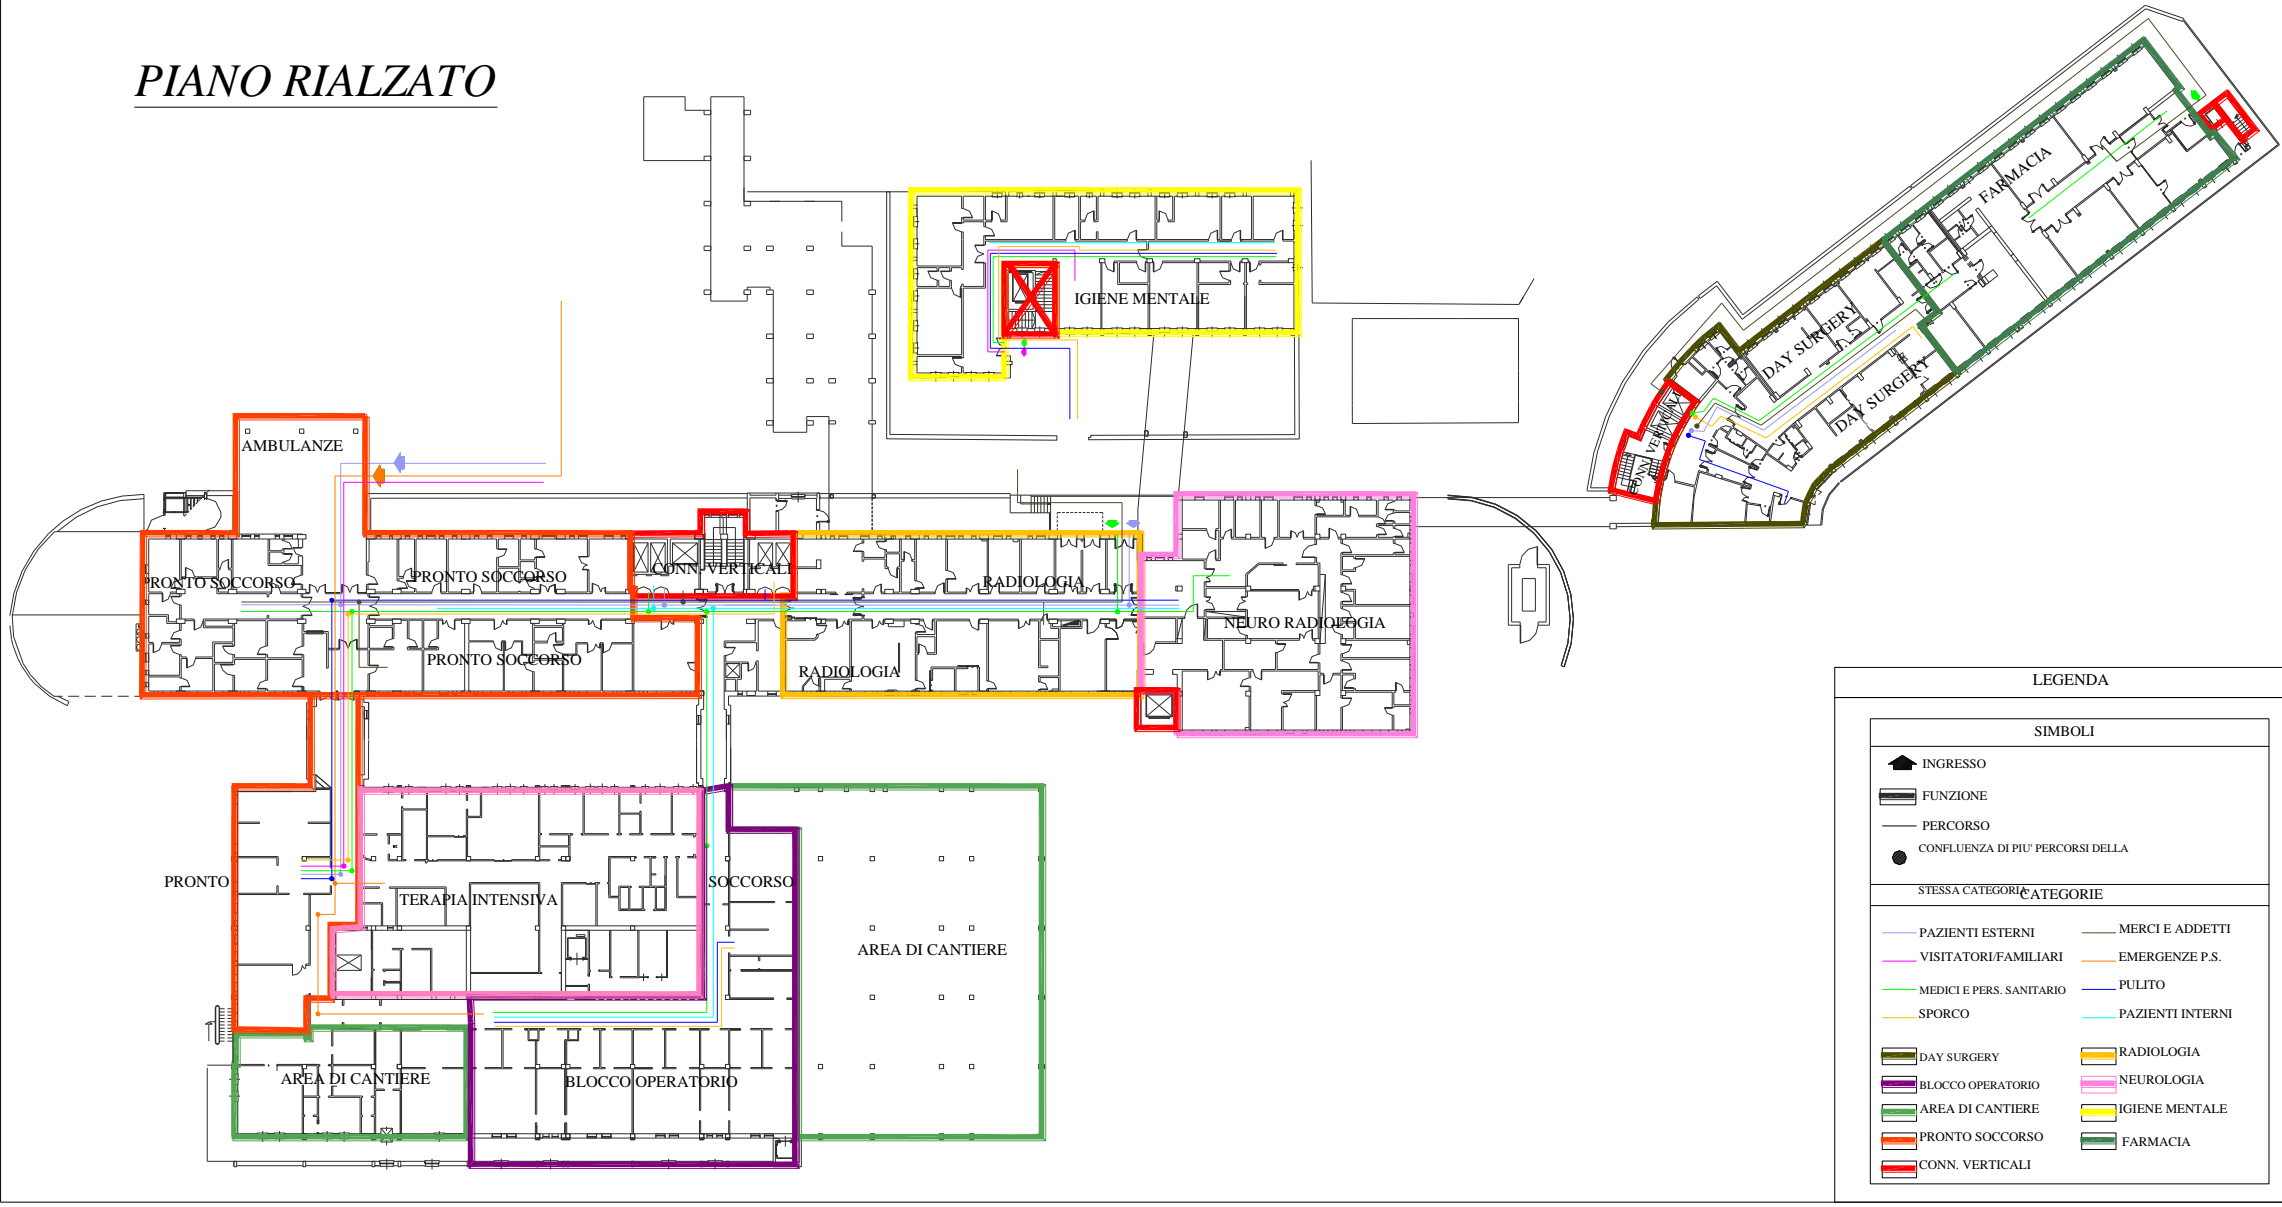 PIANO RIALZATO
FARMACIA
IGIENE MENTALE
DAY SURGERY
DAY SURGERY
CONN. VERTICALI
AMBULANZE
PRONTO SOCCORSO
PRONTO SOCCORSO
CONN. VERTICALI
RADIOLOGIA
NEURO RADIOLOGIA
PRONTO SOCCORSO
RADIOLOGIA
PRONTO
SOCCORSO
TERAPIA INTENSIVA
AREA DI CANTIERE
AREA DI CANTIERE
BLOCCO OPERATORIO
LEGENDA
SIMBOLI
INGRESSO
FUNZIONE
PERCORSO
CONFLUENZA DI PIU' PERCORSI DELLA
STESSA CATEGORIA
CATEGORIE
PAZIENTI ESTERNI
MERCI E ADDETTI
VISITATORI/FAMILIARI
EMERGENZE P.S.
MEDICI E PERS. SANITARIO
PULITO
SPORCO
PAZIENTI INTERNI
DAY SURGERY
RADIOLOGIA
BLOCCO OPERATORIO
NEUROLOGIA
AREA DI CANTIERE
IGIENE MENTALE
PRONTO SOCCORSO
FARMACIA
CONN. VERTICALI